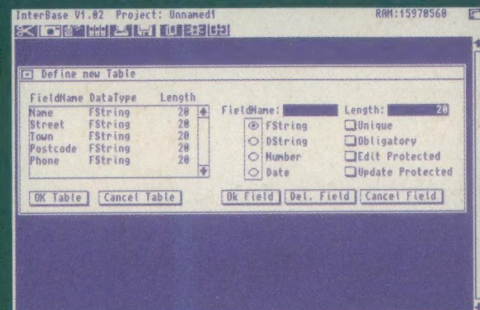 InterBase V1.02 Project: Unnamed1 RAM:15970560
Define new Table
FieldName DataType Length
Name FString 20
Street FString 20
Town FString 20
Postcode FString 20
Phone FString 20
OK Table Cancel Table
FieldName: Length: 20
FString Unique
DString Obligatory
Number Edit Protected
Date Update Protected
Ok Field Del. Field Cancel Field